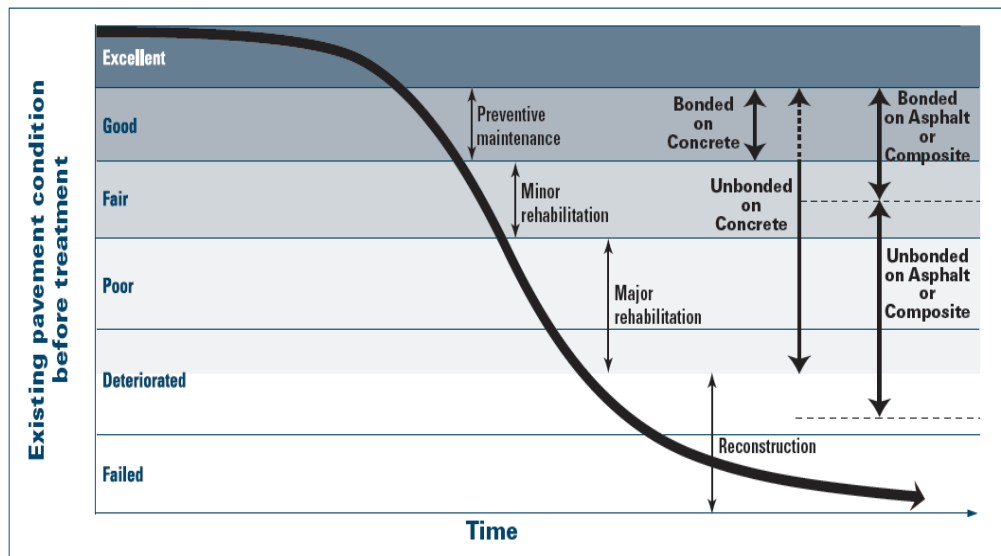 Existing pavement condition
before treatment
Excellent
Good
Fair
Poor
Deteriorated
Failed
Preventive
maintenance
Minor
rehabilitation
Major
rehabilitation
Reconstruction
Bonded
on
Concrete
Unbonded
on
Concrete
Bonded
on Asphalt
or
Composite
Unbonded
on Asphalt
or
Composite
Time